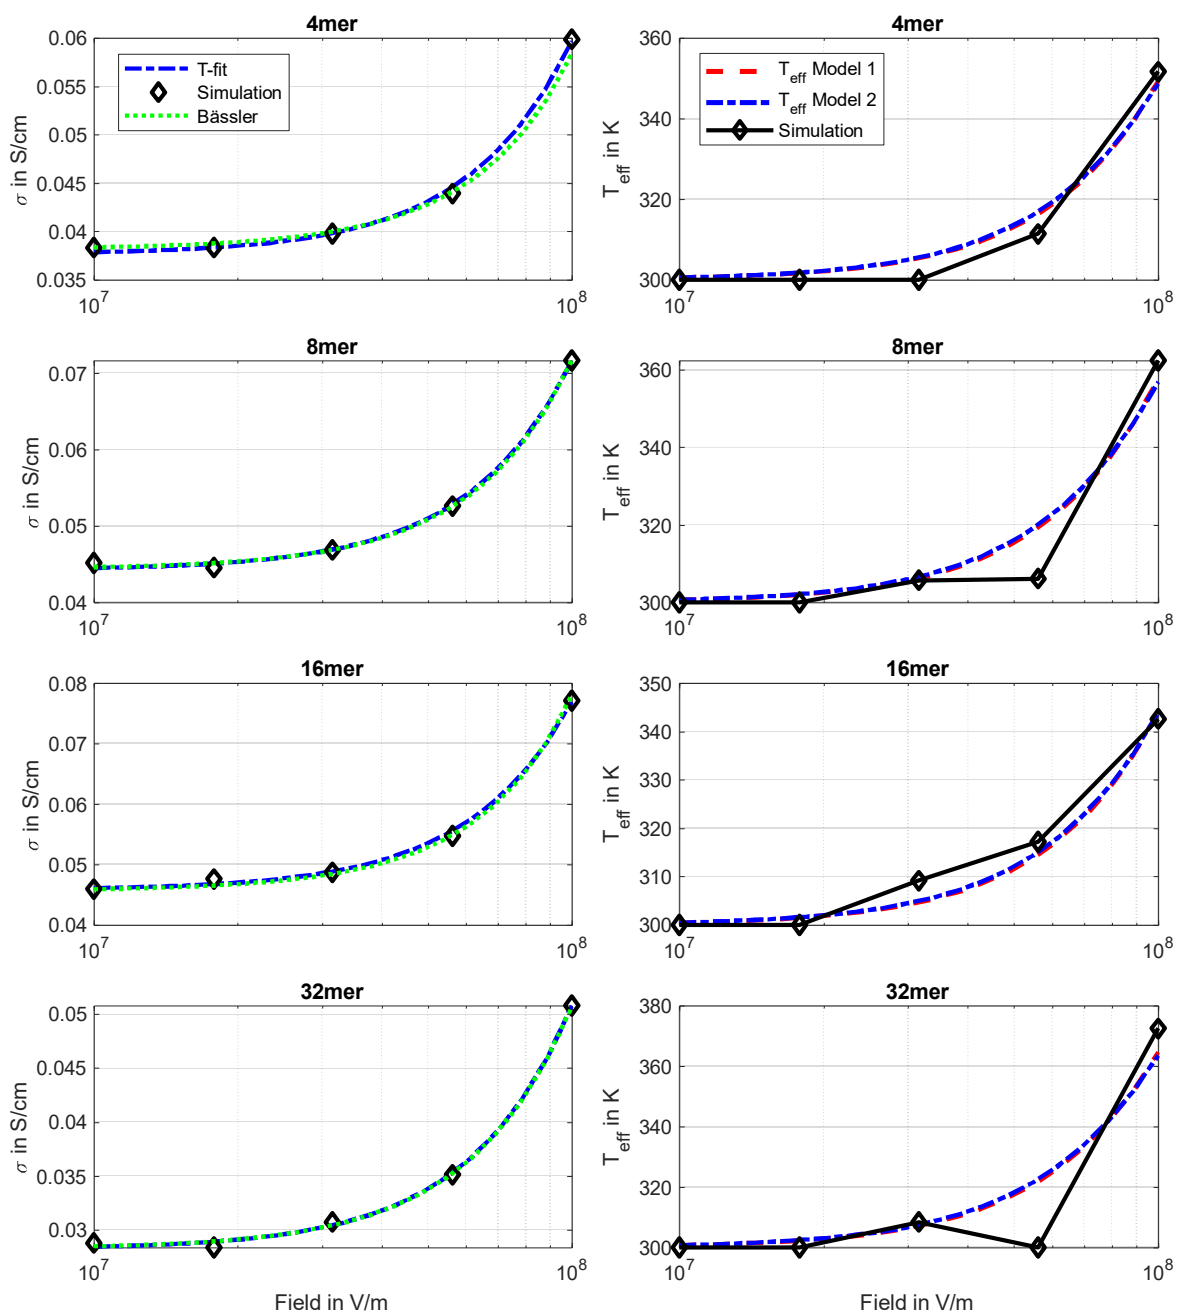 4mer
σ in S/cm
0.06
0.055
0.05
0.045
0.04
0.035
10^7
10^8
T-fit
Simulation
Bässler
4mer
T_eff in K
360
340
320
300
10^7
10^8
T_eff Model 1
T_eff Model 2
Simulation
8mer
σ in S/cm
0.07
0.06
0.05
0.04
10^7
10^8
8mer
T_eff in K
360
340
320
300
10^7
10^8
16mer
σ in S/cm
0.08
0.07
0.06
0.05
0.04
10^7
10^8
16mer
T_eff in K
350
340
330
320
310
300
10^7
10^8
32mer
σ in S/cm
0.05
0.045
0.04
0.035
0.03
10^7
10^8
Field in V/m
32mer
T_eff in K
380
360
340
320
300
10^7
10^8
Field in V/m